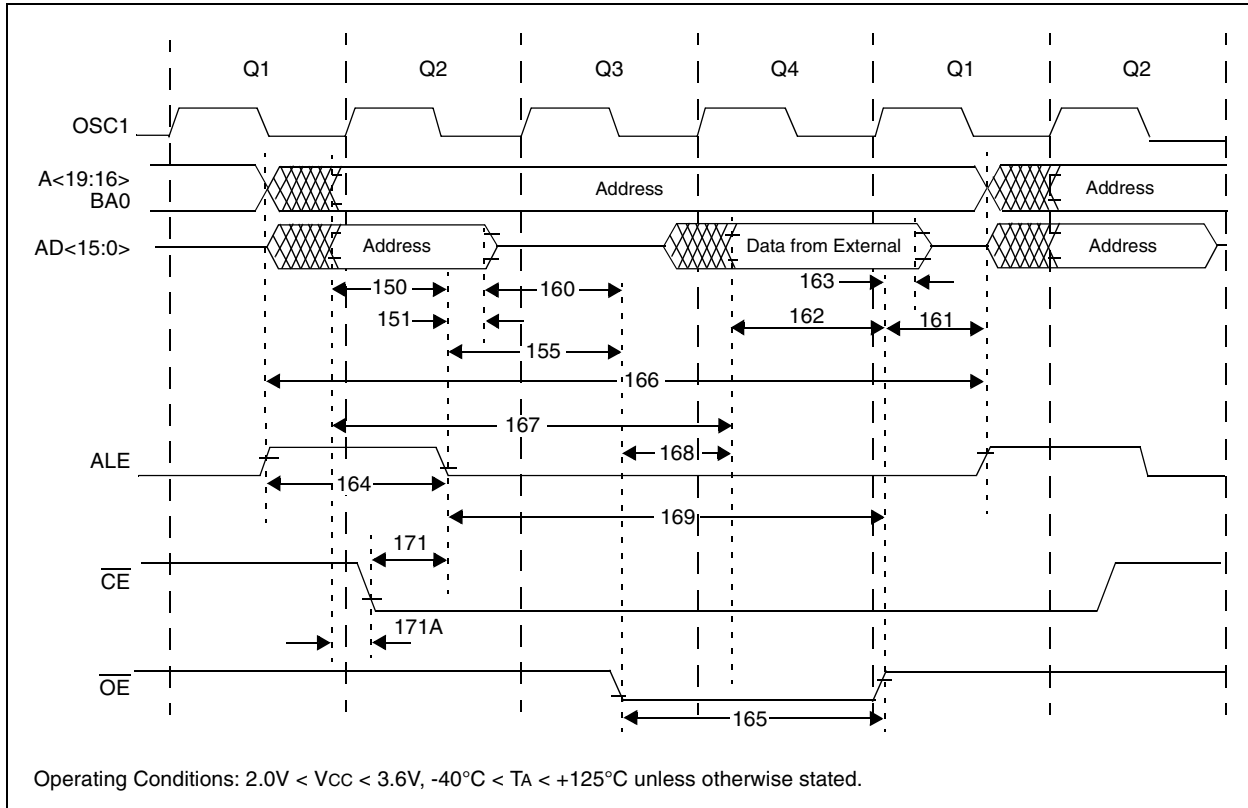 Q1 Q2 Q3 Q4 Q1 Q2
OSC1
A<19:16>
BA0
Address Address
AD<15:0>
Address Data from External Address
150 160 163
151 162 161
155
166
167
168
ALE
164
169
171
CE
171A
OE
165
Operating Conditions: 2.0V < VCC < 3.6V, -40°C < TA < +125°C unless otherwise stated.